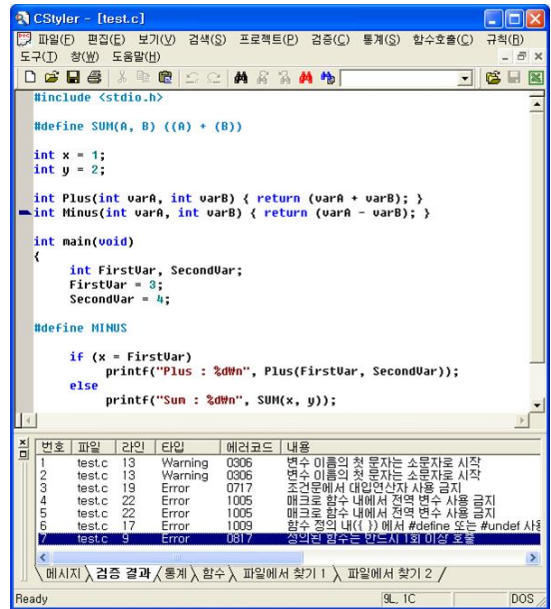 CStyler - [test.c]
파일(F) 편집(E) 보기(V) 검색(S) 프로젝트(P) 검증(C) 통계(S) 함수호출(C) 규칙(R)
도구(T) 창(W) 도움말(H)
#include <stdio.h>
#define SUM(A, B) ((A) + (B))
int x = 1;
int y = 2;
int Plus(int varA, int varB) { return (varA + varB); }
int Minus(int varA, int varB) { return (varA - varB); }
int main(void)
{
int FirstVar, SecondVar;
FirstVar = 3;
SecondVar = 4;
#define MINUS
if (x = FirstVar)
printf("Plus : %d₩n", Plus(FirstVar, SecondVar));
else
printf("Sum : %d₩n", SUM(x, y));
번호 파일 라인 타입 에러코드 내용
1 test.c 13 Warning 0306 변수 이름의 첫 문자는 소문자로 시작
2 test.c 13 Warning 0306 변수 이름의 첫 문자는 소문자로 시작
3 test.c 19 Error 0717 조건문에서 대입연산자 사용 금지
4 test.c 22 Error 1005 매크로 함수 내에서 전역 변수 사용 금지
5 test.c 22 Error 1005 매크로 함수 내에서 전역 변수 사용 금지
6 test.c 17 Error 1009 함수 정의 내({ }) 에서 #define 또는 #undef 사용
7 test.c 9 Error 0817 정의된 함수는 반드시 1회 이상 호출
메시지 검증 결과 통계 함수 파일에서 찾기 1 파일에서 찾기 2
Ready 9L, 1C DOS